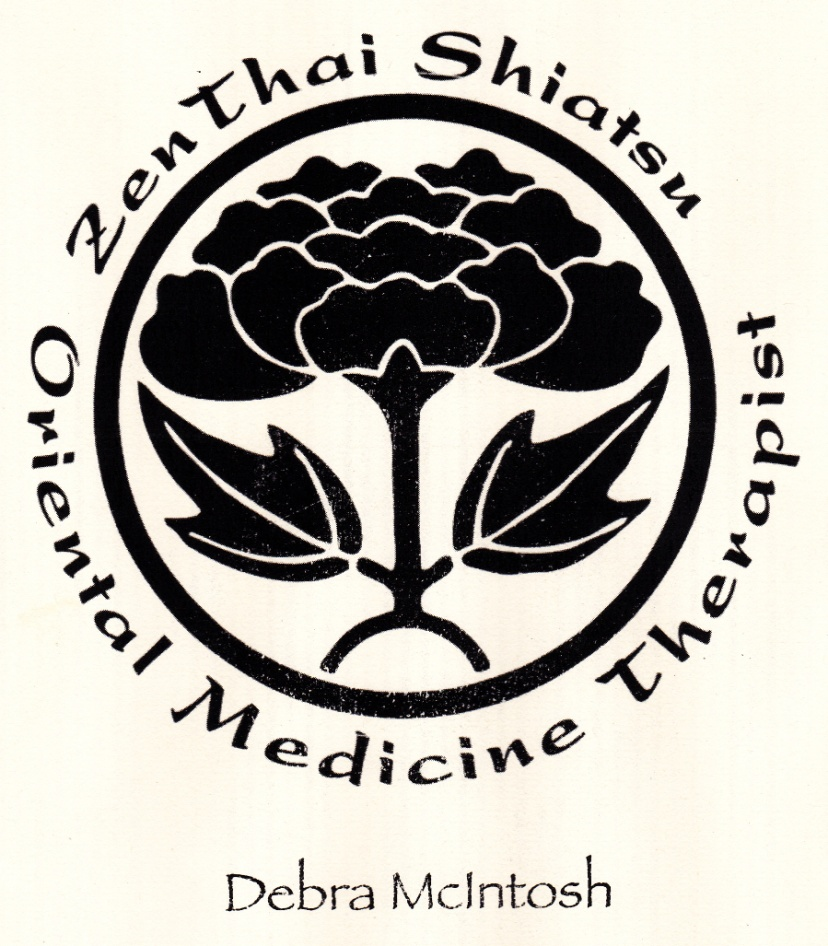 ZenThai Shiatsu
Oriental Medicine Therapist
Debra McIntosh